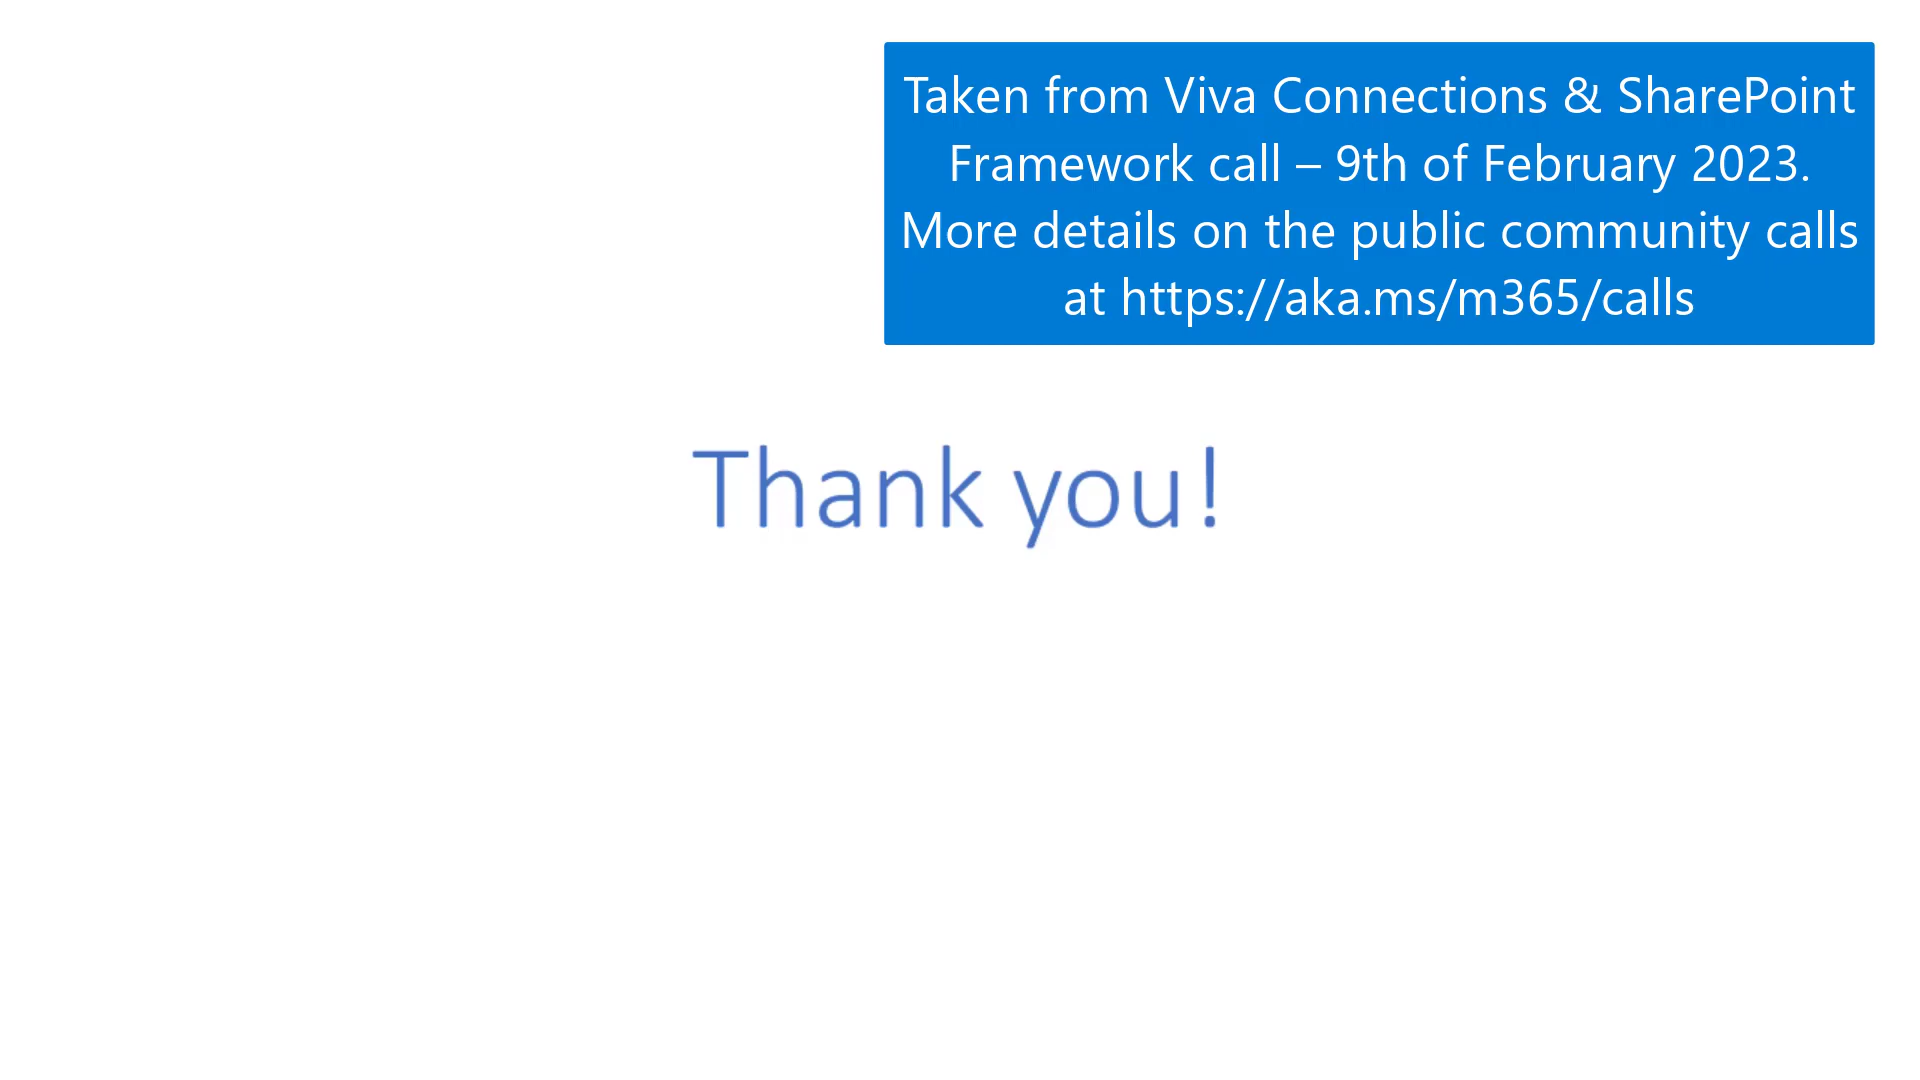 Taken from Viva Connections & SharePoint
Framework call – 9th of February 2023.
More details on the public community calls
at https://aka.ms/m365/calls
Thank you!